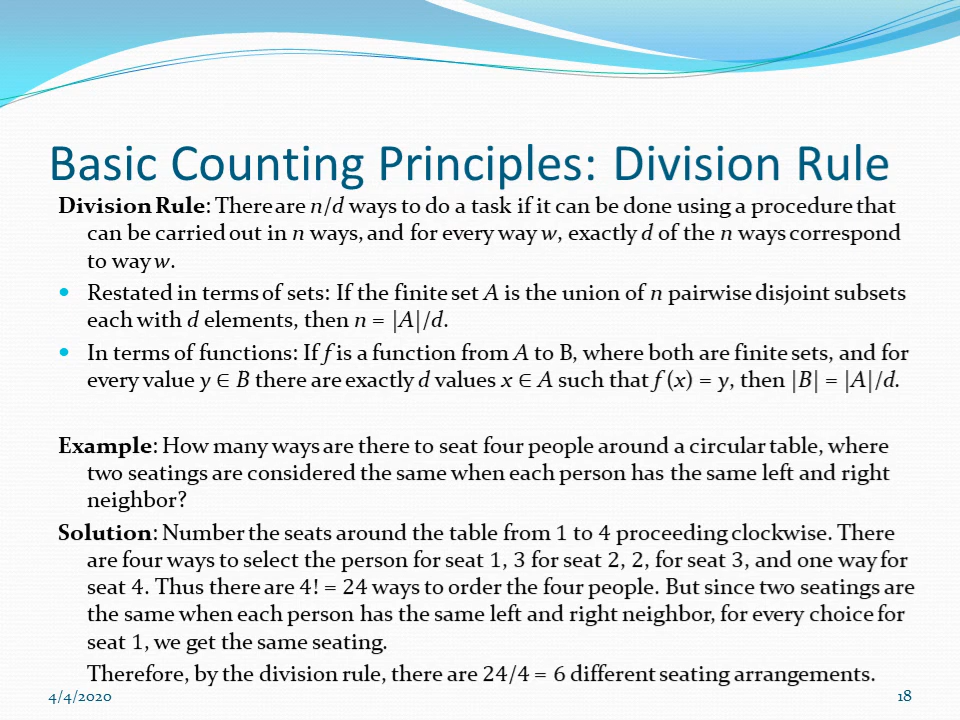 Basic Counting Principles: Division Rule
Division Rule: There are n/d ways to do a task if it can be done using a procedure that
can be carried out in n ways, and for every way w, exactly d of the n ways correspond
to way w.
• Restated in terms of sets: If the finite set A is the union of n pairwise disjoint subsets
each with d elements, then n = |A|/d.
• In terms of functions: If f is a function from A to B, where both are finite sets, and for
every value y ∈ B there are exactly d values x ∈ A such that f (x) = y, then |B| = |A|/d.
Example: How many ways are there to seat four people around a circular table, where
two seatings are considered the same when each person has the same left and right
neighbor?
Solution: Number the seats around the table from 1 to 4 proceeding clockwise. There
are four ways to select the person for seat 1, 3 for seat 2, 2, for seat 3, and one way for
seat 4. Thus there are 4! = 24 ways to order the four people. But since two seatings are
the same when each person has the same left and right neighbor, for every choice for
seat 1, we get the same seating.
Therefore, by the division rule, there are 24/4 = 6 different seating arrangements.
4/4/2020
18